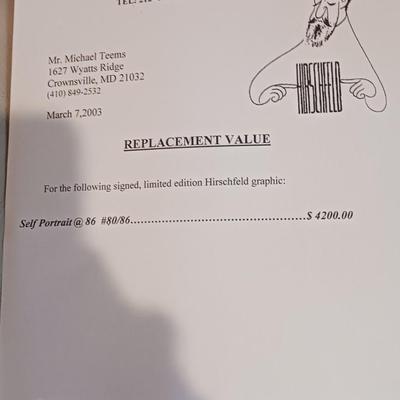 TEL:
Mr. Michael Teems
1627 Wyatts Ridge
Crownsville, MD 21032
(410) 849-2532
March 7,2003
HIRSCHFELD
REPLACEMENT VALUE
For the following signed, limited edition Hirschfeld graphic:
Self Portrait@ 86 #80/86..................................................$ 4200.00